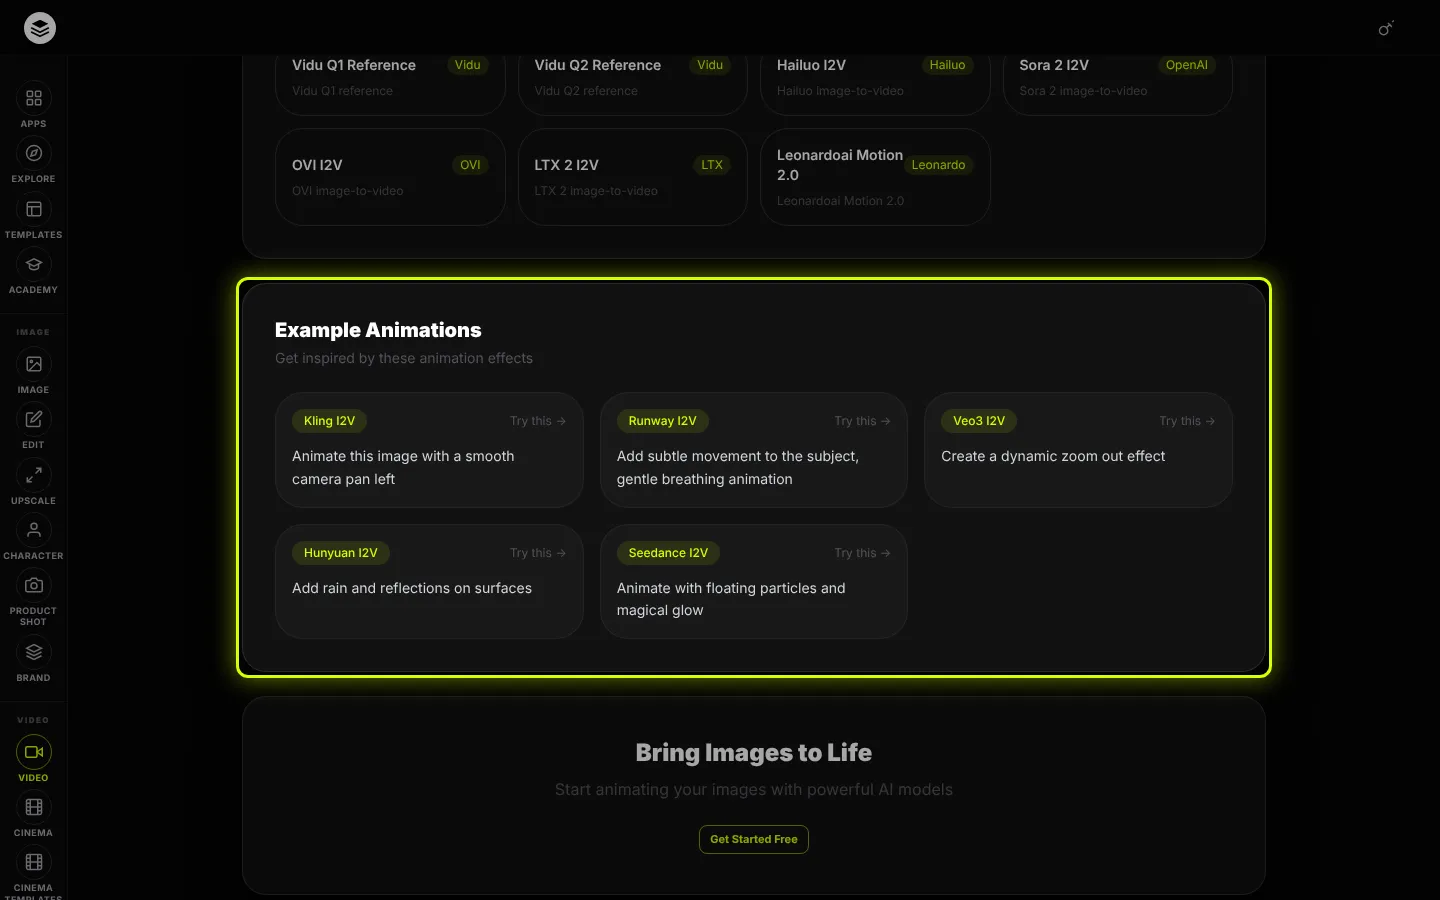 APPS
EXPLORE
TEMPLATES
ACADEMY
IMAGE
IMAGE
EDIT
UPSCALE
CHARACTER
PRODUCT
SHOT
BRAND
VIDEO
VIDEO
CINEMA
CINEMA
TEMPLATES
Vidu Q1 Reference
Vidu
Vidu Q1 reference
Vidu Q2 Reference
Vidu
Vidu Q2 reference
Hailuo I2V
Hailuo
Hailuo image-to-video
Sora 2 I2V
OpenAI
Sora 2 image-to-video
OVI I2V
OVI
OVI image-to-video
LTX 2 I2V
LTX
LTX 2 image-to-video
Leonardoai Motion
2.0
Leonardo
Leonardoai Motion 2.0
Example Animations
Get inspired by these animation effects
Kling I2V
Try this →
Animate this image with a smooth
camera pan left
Runway I2V
Try this →
Add subtle movement to the subject,
gentle breathing animation
Veo3 I2V
Try this →
Create a dynamic zoom out effect
Hunyuan I2V
Try this →
Add rain and reflections on surfaces
Seedance I2V
Try this →
Animate with floating particles and
magical glow
Bring Images to Life
Start animating your images with powerful AI models
Get Started Free